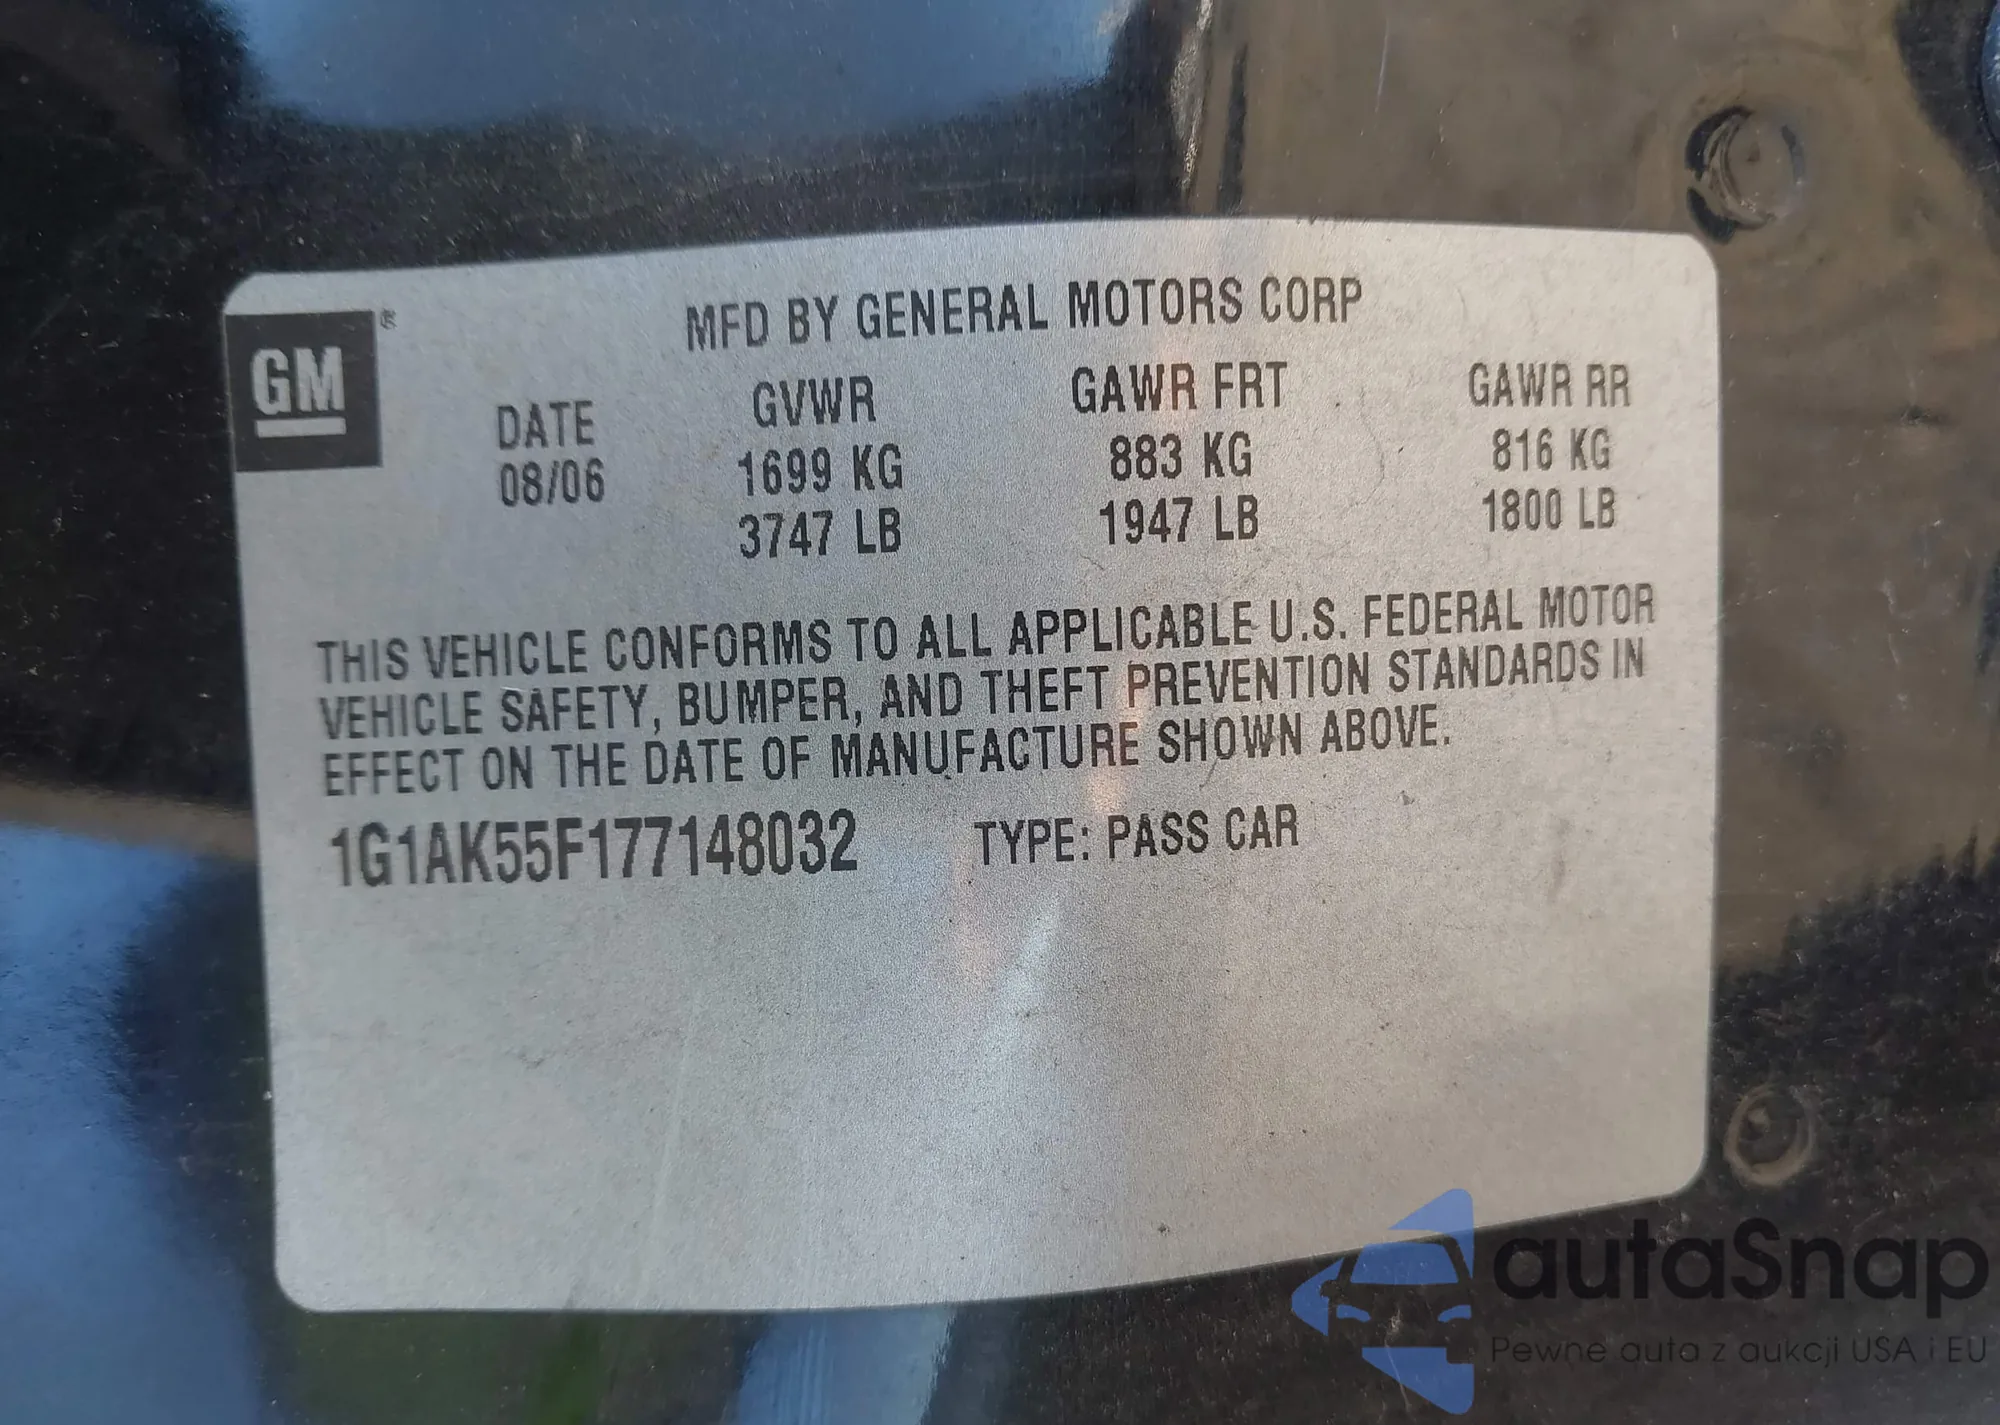 GM®
MFD BY GENERAL MOTORS CORP
DATE GVWR GAWR FRT GAWR RR
08/06 1699 KG 883 KG 816 KG
3747 LB 1947 LB 1800 LB
THIS VEHICLE CONFORMS TO ALL APPLICABLE U.S. FEDERAL MOTOR
VEHICLE SAFETY, BUMPER, AND THEFT PREVENTION STANDARDS IN
EFFECT ON THE DATE OF MANUFACTURE SHOWN ABOVE.
1G1AK55F177148032 TYPE: PASS CAR
autaSnap
Pewne auta z aukcji USA i EU